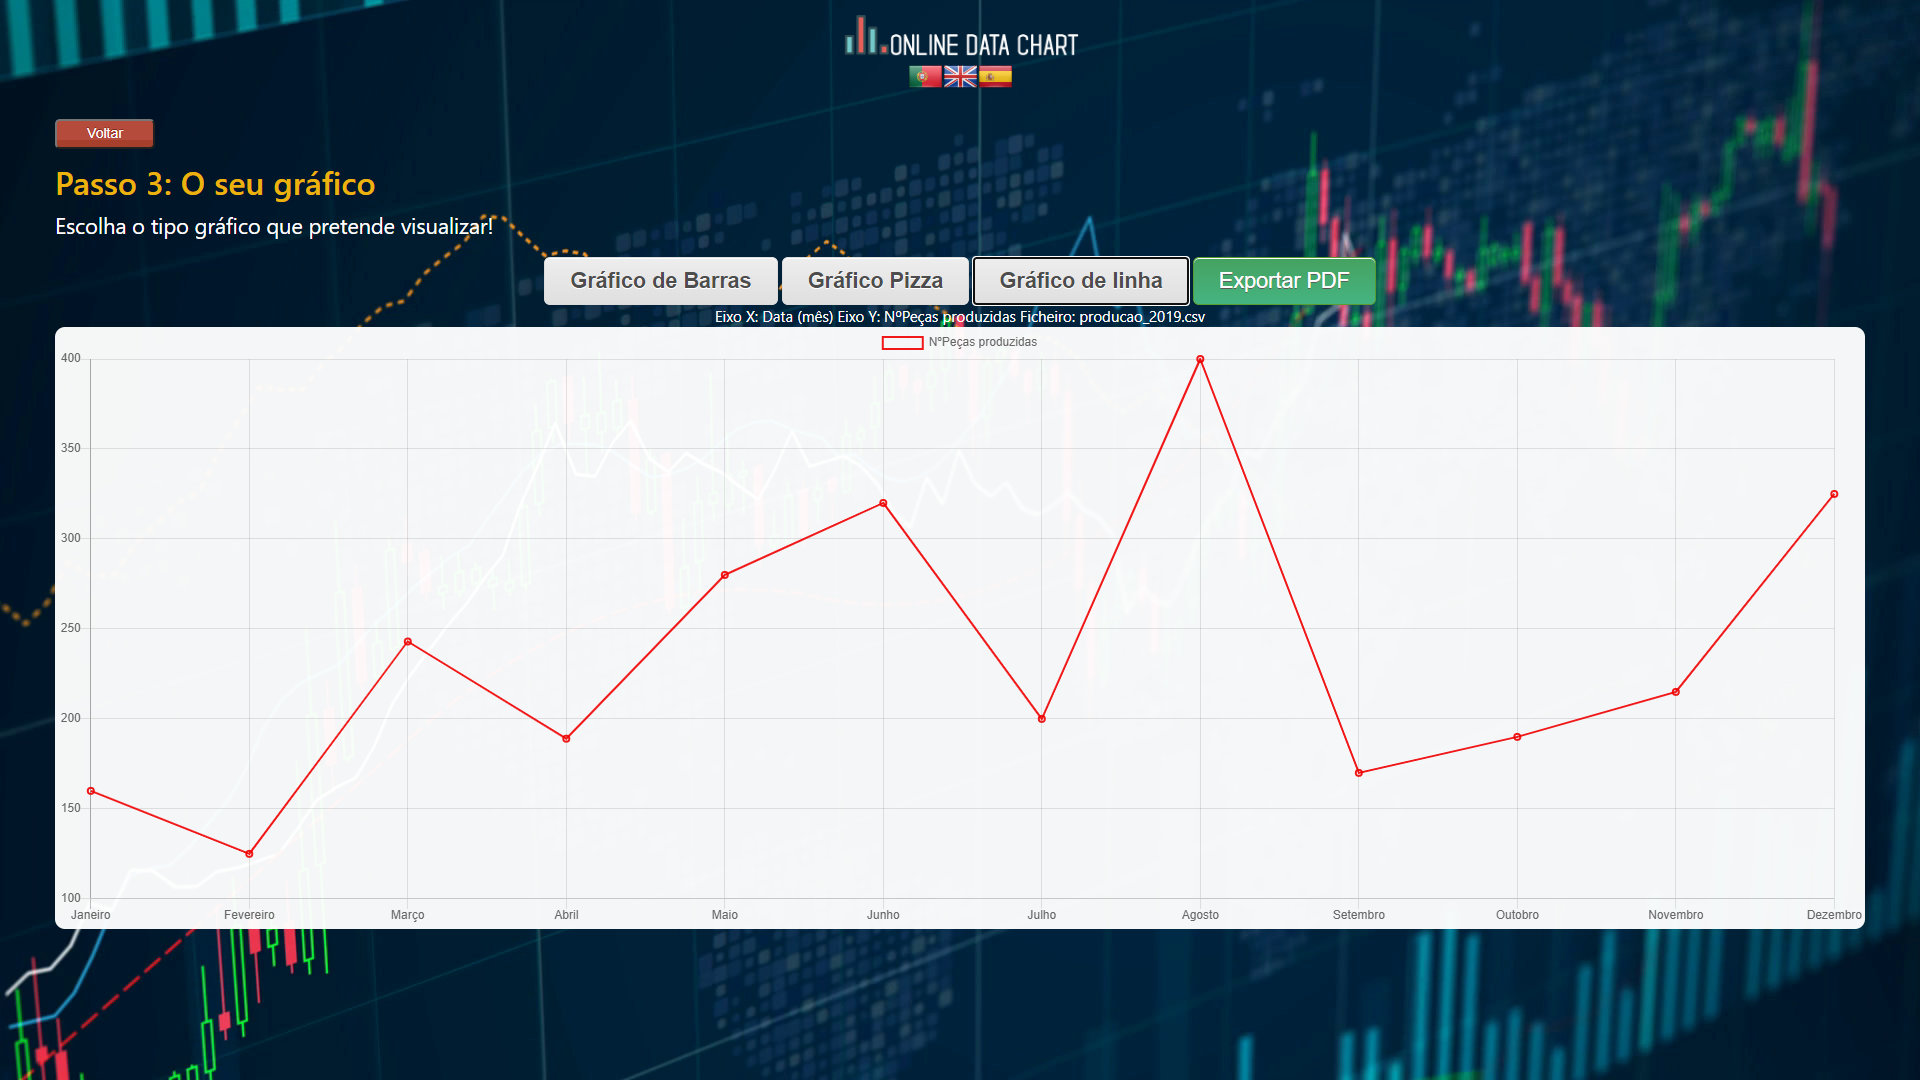 ONLINE DATA CHART
Voltar
Passo 3: O seu gráfico
Escolha o tipo gráfico que pretende visualizar!
Gráfico de Barras
Gráfico Pizza
Gráfico de linha
Exportar PDF
Eixo X: Data (mês) Eixo Y: NºPeças produzidas Ficheiro: producao_2019.csv
NºPeças produzidas
400
350
300
250
200
150
100
Janeiro Fevereiro Março Abril Maio Junho Julho Agosto Setembro Outobro Novembro Dezembro